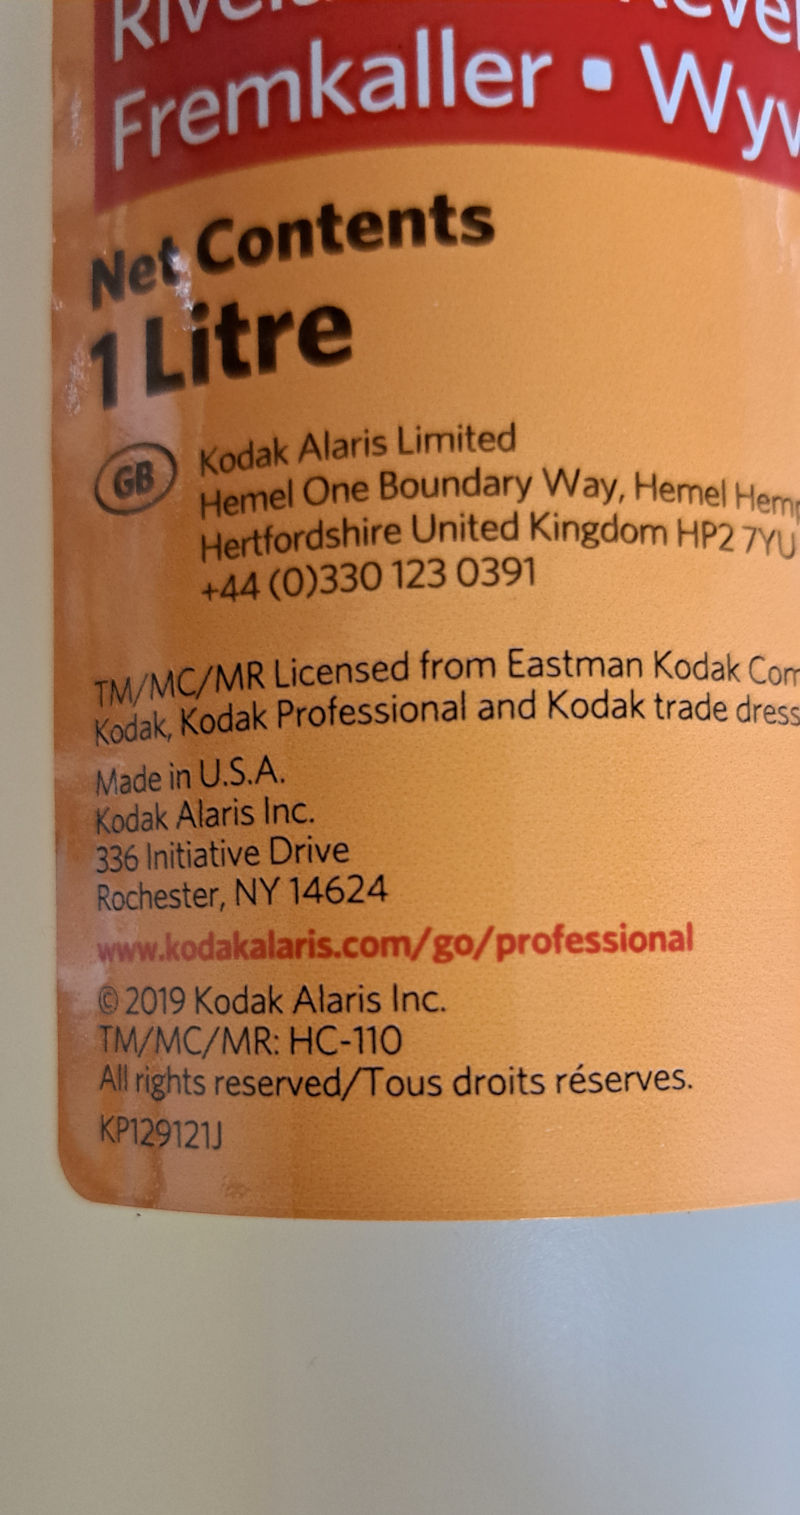 Fremkaller ▪
Net Contents
1 Litre
GB
Kodak Alaris Limited
Hemel One Boundary Way, Hemel
Hertfordshire United Kingdom HP2 7YU
+44 (0)330 123 0391
TM/MC/MR Licensed from Eastman Kodak
Kodak, Kodak Professional and Kodak trade dress
Made in U.S.A.
Kodak Alaris Inc.
336 Initiative Drive
Rochester, NY 14624
www.kodakalaris.com/go/professional
© 2019 Kodak Alaris Inc.
TM/MC/MR: HC-110
All rights reserved/Tous droits réserves.
KP129121J